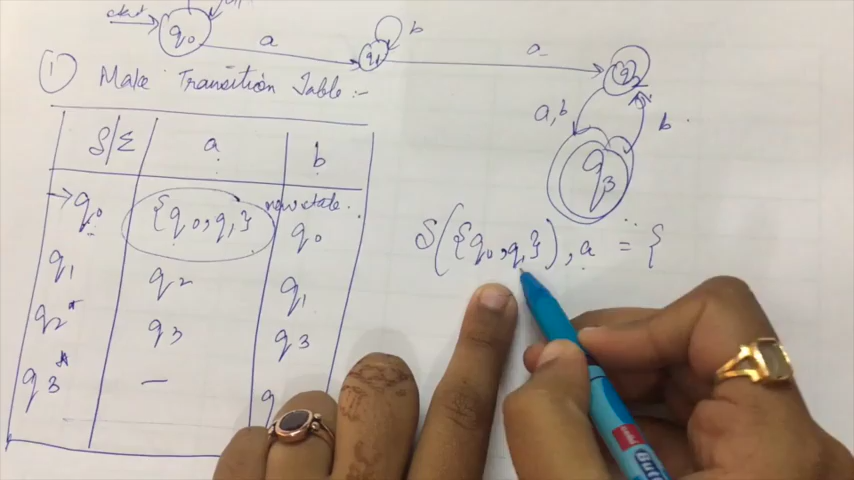 start
q0
a
q1
b
a
q2
① Make Transition Table :-
a,b
b
q3
δ/Σ a b
new state.
→q0 {q0,q1} q0
δ({q0,q1}),a = {
q1 q2 q1
q2* q3 q3
q3* — q